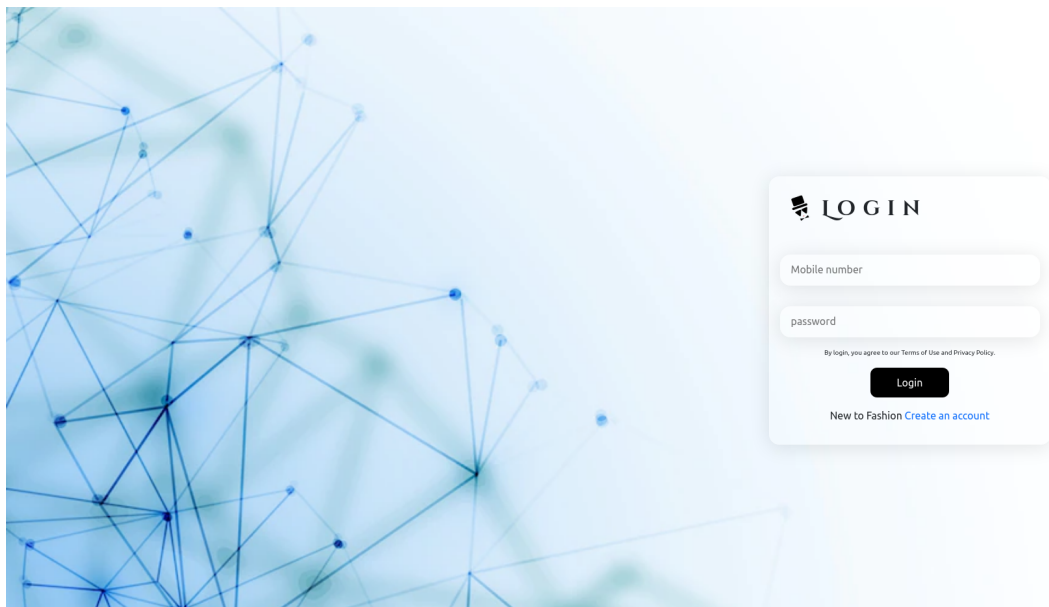 LOGIN
Mobile number
password
By login, you agree to our Terms of Use and Privacy Policy.
Login
New to Fashion Create an account